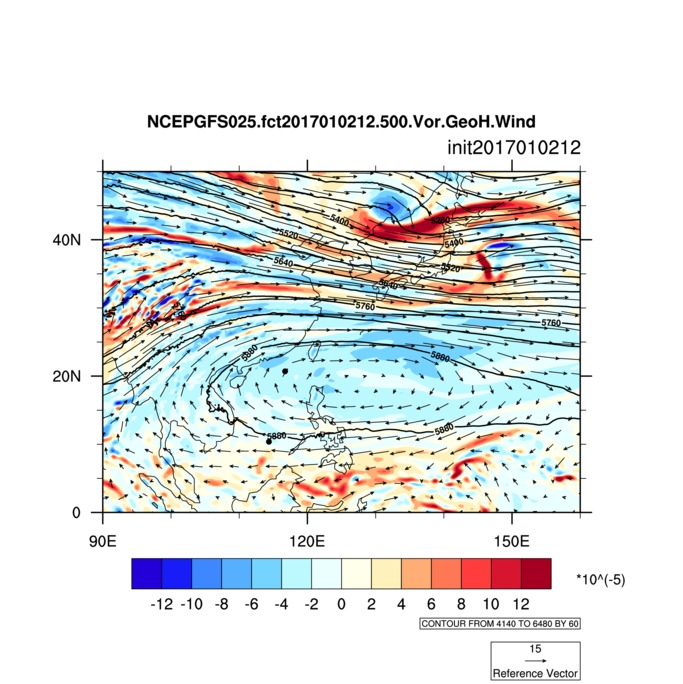 NCEPGFS025.fct2017010212.500.Vor.GeoH.Wind
init2017010212
40N
20N
0
90E 120E 150E
5400
5520
5640
5400
5760
5760
5880
5880
5880
5880
-12 -10 -8 -6 -4 -2 0 2 4 6 8 10 12
*10^(-5)
CONTOUR FROM 4140 TO 6480 BY 60
15
Reference Vector